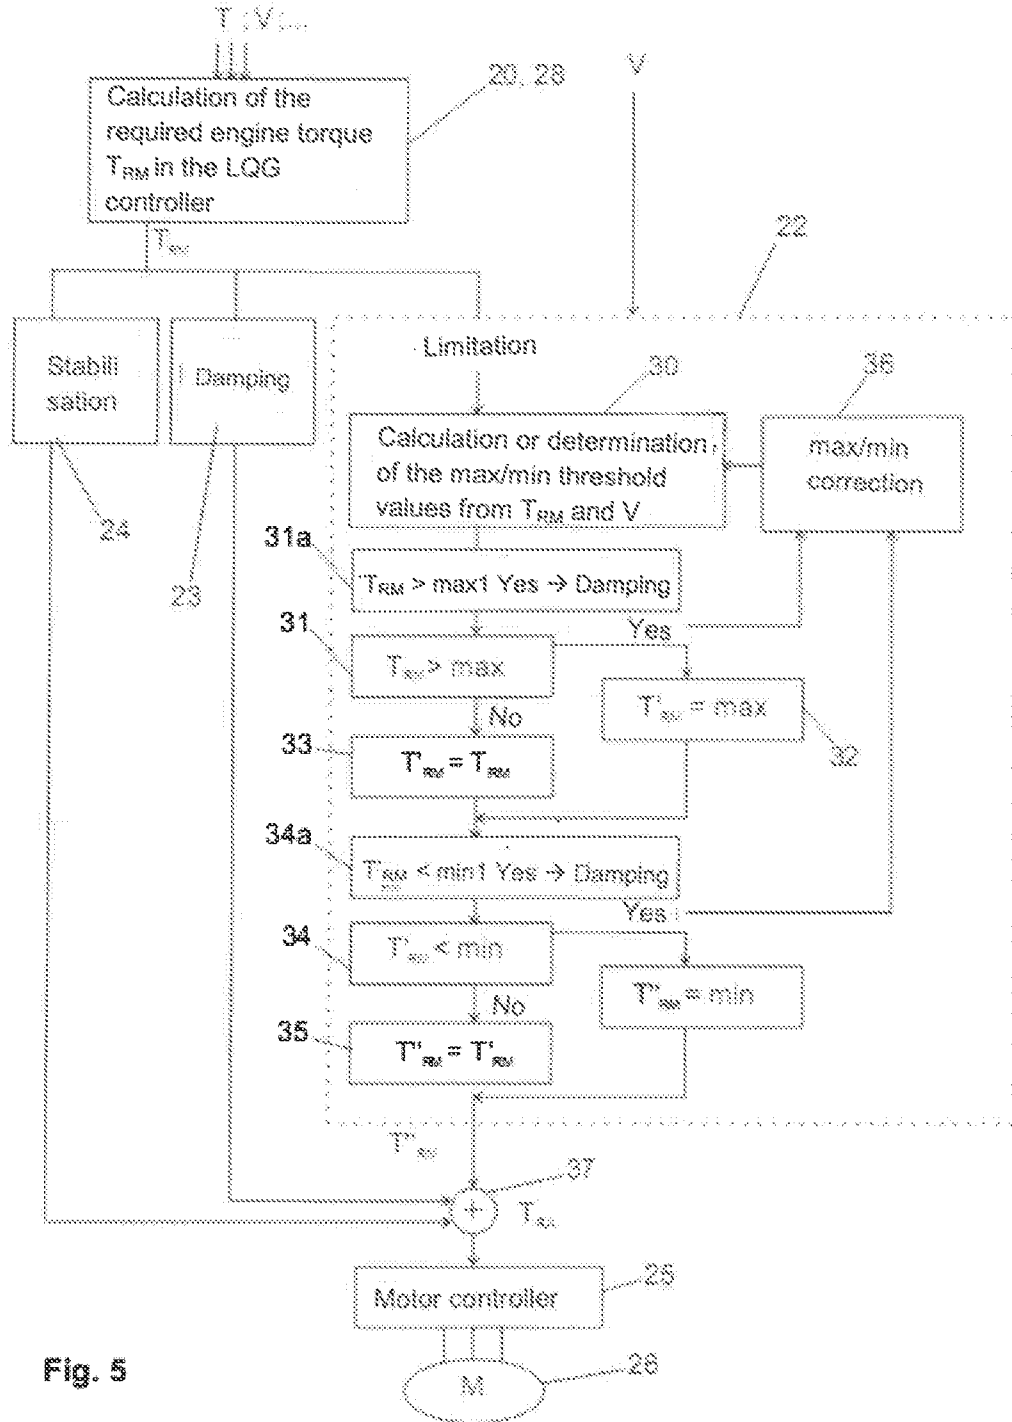 T ; V ; ...
20, 28
V
Calculation of the
required engine torque
T_RM in the LQG
controller
T_RM
22
Limitation
Stabili
sation
Damping
30
36
Calculation or determination
of the max/min threshold
values from T_RM and V
max/min
correction
24
23
31a
T_RM > max1 Yes → Damping
31
Yes
T_RM > max
T'_RM = max
No
32
33
T'_RM = T_RM
34a
T'_RM < min1 Yes → Damping
Yes
34
T'_RM < min
T''_RM = min
No
35
T''_RM = T'_RM
T''_RM
37
+
25
Motor controller
26
M
Fig. 5